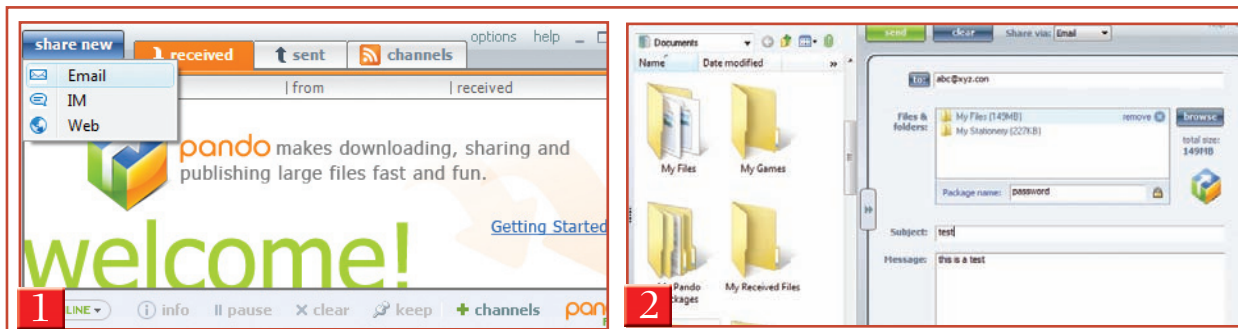 share new
received
sent
channels
options help
Email
IM
Web
| from | received
pando makes downloading, sharing and
publishing large files fast and fun.
Getting Started
welcome!
1
LINE
info
pause
clear
keep
channels
Documents
Name
Date modified
My Files
My Games
My Received Files
2
send
clear
Share via: Email
to:
abc@xyz.con
Files &
folders:
My Files (149MB)
remove
browse
My Stationery (227KB)
total size:
149MB
Package name: password
Subject: test
Message: this is a test